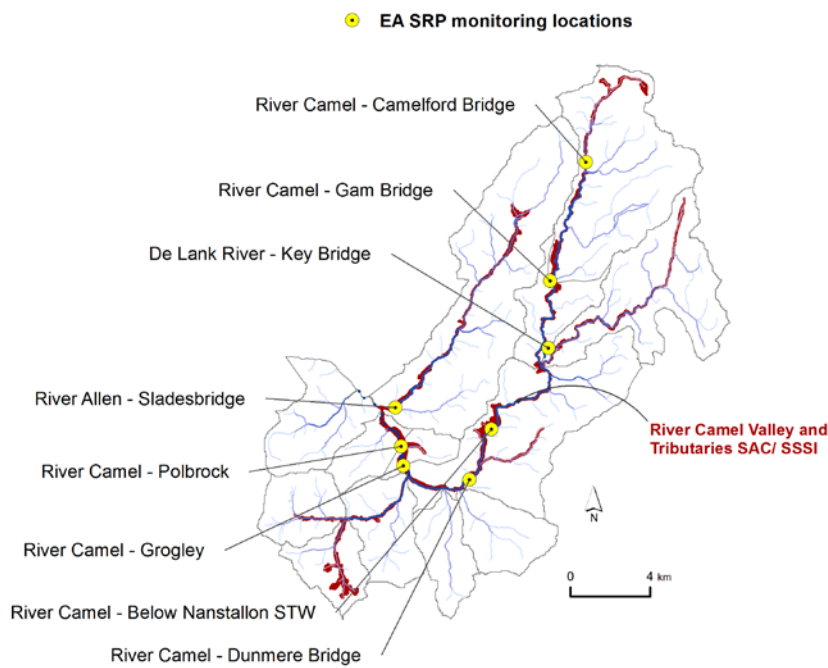 EA SRP monitoring locations
River Camel - Camelford Bridge
River Camel - Gam Bridge
De Lank River - Key Bridge
River Allen - Sladesbridge
River Camel Valley and
Tributaries SAC/ SSSI
River Camel - Polbrock
N
0 4 km
River Camel - Grogley
River Camel - Below Nanstallon STW
River Camel - Dunmere Bridge